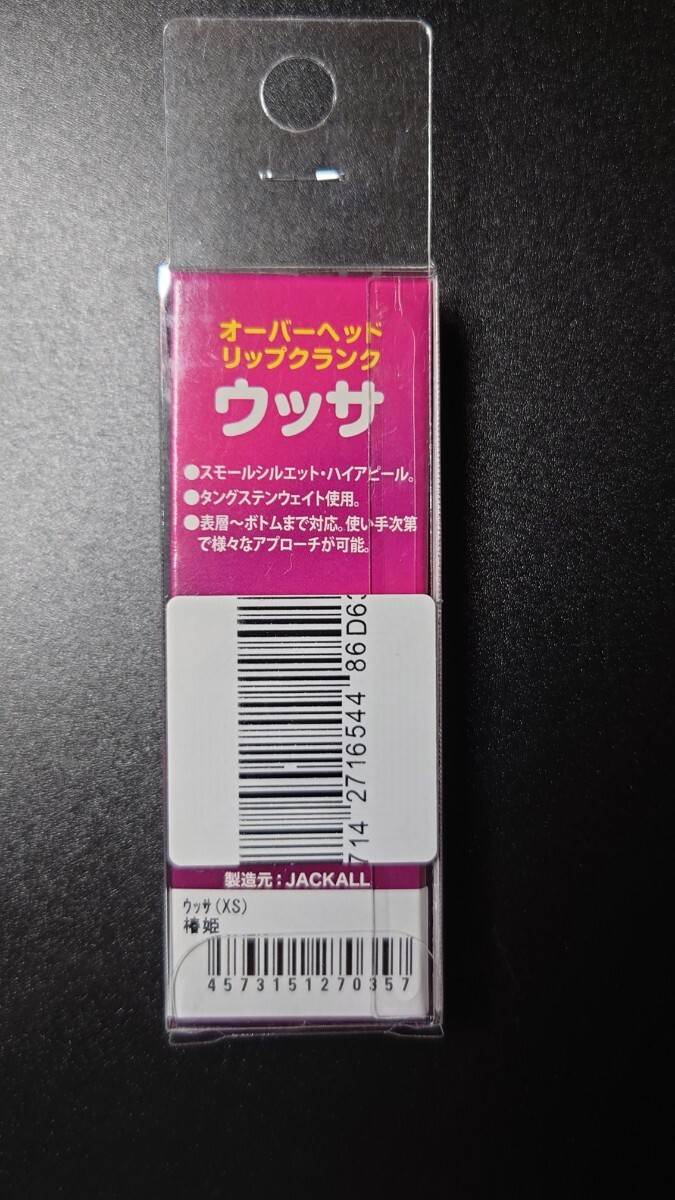 オーバーヘッド
リップクランク
ウッサ
●スモールシルエット・ハイアピール。
●タングステンウェイト使用。
●表層～ボトムまで対応。使い手次第
で様々なアプローチが可能。
714 2716544 86D63
製造元：JACKALL
ｳｯｻ(XS)
椿姫
4573151270357